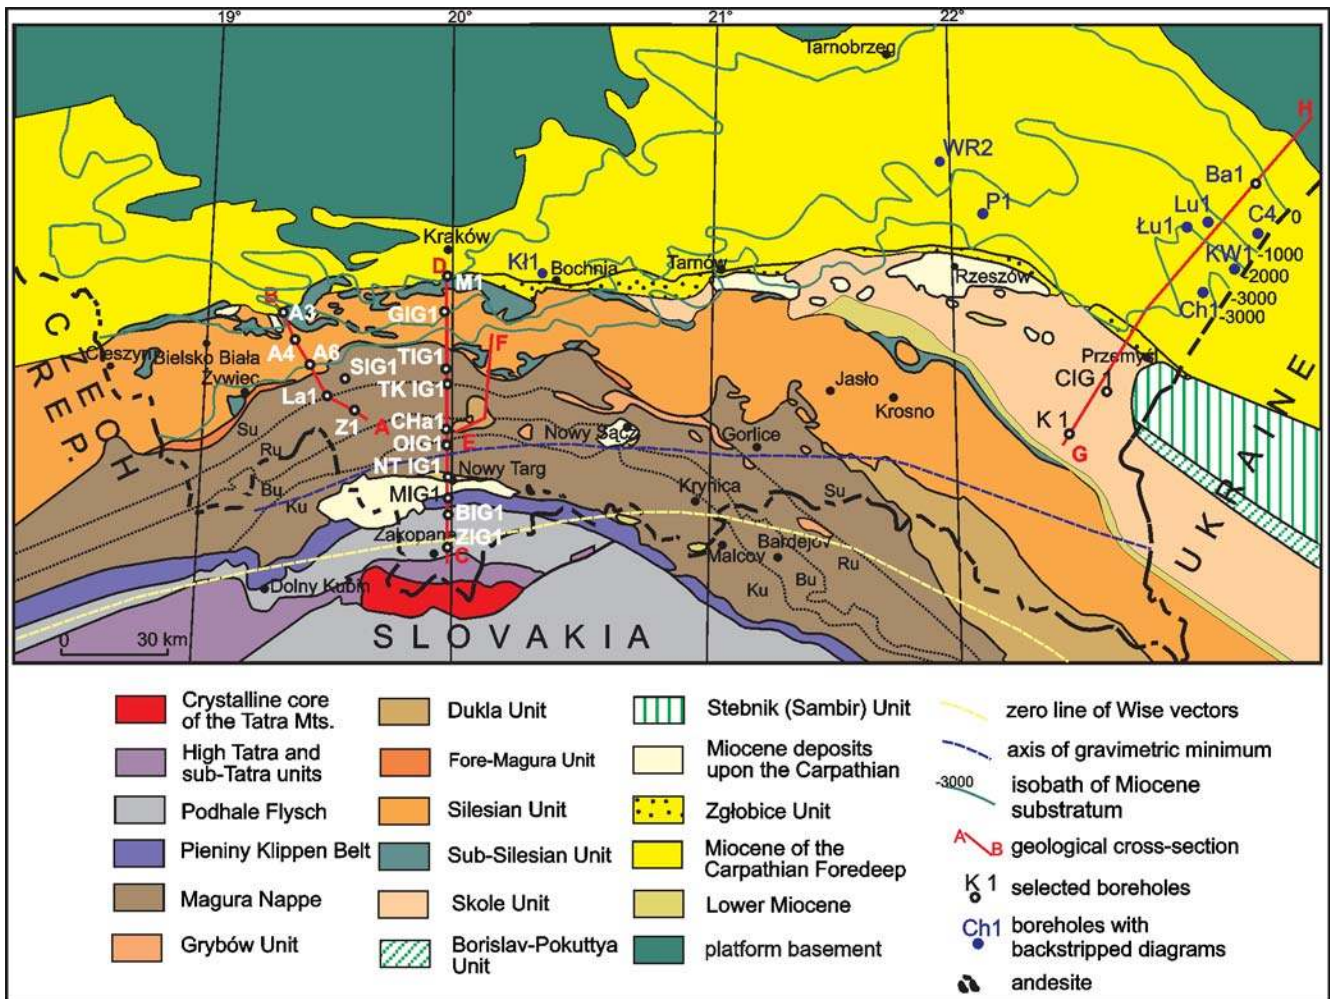 19°
20°
21°
22°
Tarnobrzeg
H
WR2
Ba1
P1
Lu1
Łu1
C4
0
KW1
-1000
-2000
Ch1
-3000
-3000
Kraków
D
Kł1
Bochnia
Tarnów
Rzeszów
M1
B
A3
GIG1
F
A4
A6
TIG1
SIG1
TK IG1
Cieszyn
Bielsko Biała
Żywiec
La1
Z1
A
CHa1
E
OIG1
NT IG1
Nowy Targ
Nowy Sącz
Gorlice
Jasło
Krosno
Przemyśl
CIG 1
K 1
G
CZECH
REP.
UKRAINE
Su
Ru
Bu
Ku
MIG1
BIG1
ZIG1
C
Krynica
Su
Malcov
Bardejov
Ru
Bu
Ku
Dolny Kubin
0 30 km
SLOVAKIA
Crystalline core
of the Tatra Mts.
High Tatra and
sub-Tatra units
Podhale Flysch
Pieniny Klippen Belt
Magura Nappe
Grybów Unit
Dukla Unit
Fore-Magura Unit
Silesian Unit
Sub-Silesian Unit
Skole Unit
Borislav-Pokuttya
Unit
Stebnik (Sambir) Unit
Miocene deposits
upon the Carpathian
Zgłobice Unit
Miocene of the
Carpathian Foredeep
Lower Miocene
platform basement
zero line of Wise vectors
axis of gravimetric minimum
-3000 isobath of Miocene
substratum
A B geological cross-section
K 1 selected boreholes
Ch1 boreholes with
backstripped diagrams
andesite